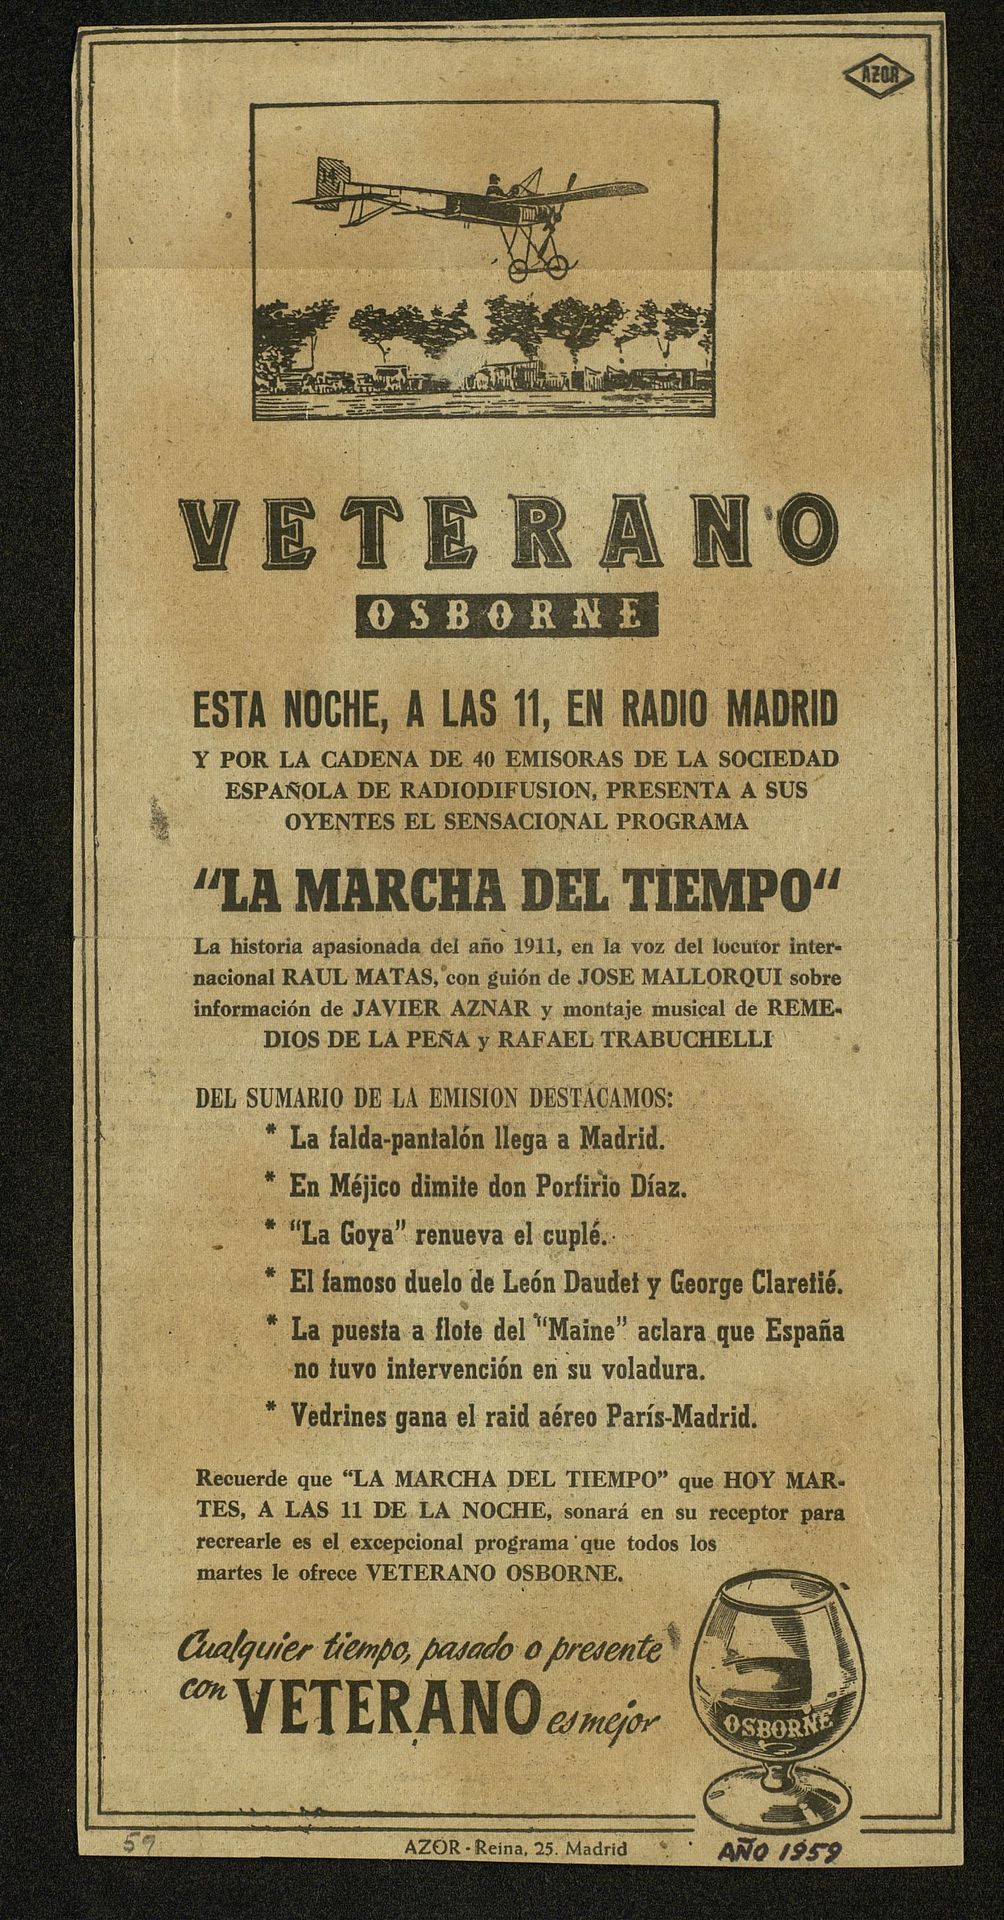 AZOR
14
VETERANO
OSBORNE
ESTA NOCHE, A LAS 11, EN RADIO MADRID
Y POR LA CADENA DE 40 EMISORAS DE LA SOCIEDAD
ESPAÑOLA DE RADIODIFUSION, PRESENTA A SUS
OYENTES EL SENSACIONAL PROGRAMA
"LA MARCHA DEL TIEMPO"
La historia apasionada del año 1911, en la voz del locutor inter-
nacional RAUL MATAS, con guión de JOSE MALLORQUI sobre
información de JAVIER AZNAR y montaje musical de REME-
DIOS DE LA PEÑA y RAFAEL TRABUCHELLI
DEL SUMARIO DE LA EMISION DESTACAMOS:
* La falda-pantalón llega a Madrid.
* En Méjico dimite don Porfirio Díaz.
* "La Goya" renueva el cuplé.
* El famoso duelo de León Daudet y George Claretié.
* La puesta a flote del "Maine" aclara que España
no tuvo intervención en su voladura.
* Vedrines gana el raid aéreo París-Madrid.
Recuerde que "LA MARCHA DEL TIEMPO" que HOY MAR-
TES, A LAS 11 DE LA NOCHE, sonará en su receptor para
recrearle es el excepcional programa que todos los
martes le ofrece VETERANO OSBORNE.
Cualquier tiempo, pasado o presente
con VETERANO es mejor
OSBORNE
59
AZOR - Reina, 25. Madrid
AÑO 1959